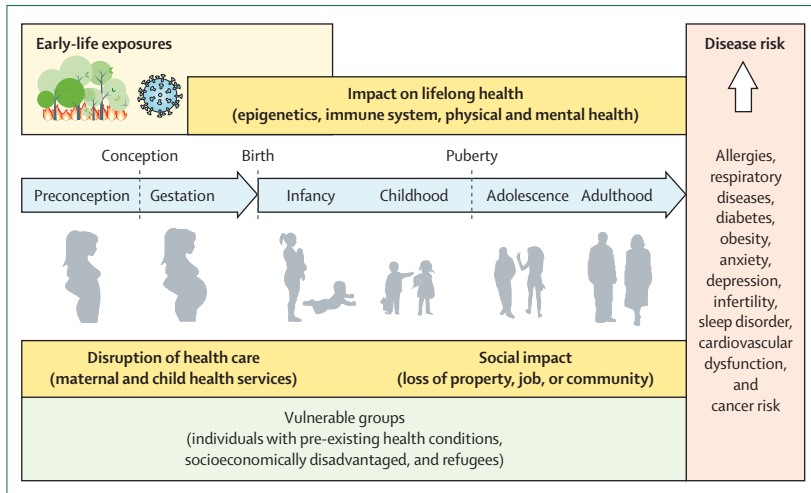 Early-life exposures
Disease risk
Impact on lifelong health
(epigenetics, immune system, physical and mental health)
Conception
Birth
Puberty
Preconception
Gestation
Infancy
Childhood
Adolescence
Adulthood
Allergies,
respiratory
diseases,
diabetes,
obesity,
anxiety,
depression,
infertility,
sleep disorder,
cardiovascular
dysfunction,
and
cancer risk
Disruption of health care
(maternal and child health services)
Social impact
(loss of property, job, or community)
Vulnerable groups
(individuals with pre-existing health conditions,
socioeconomically disadvantaged, and refugees)